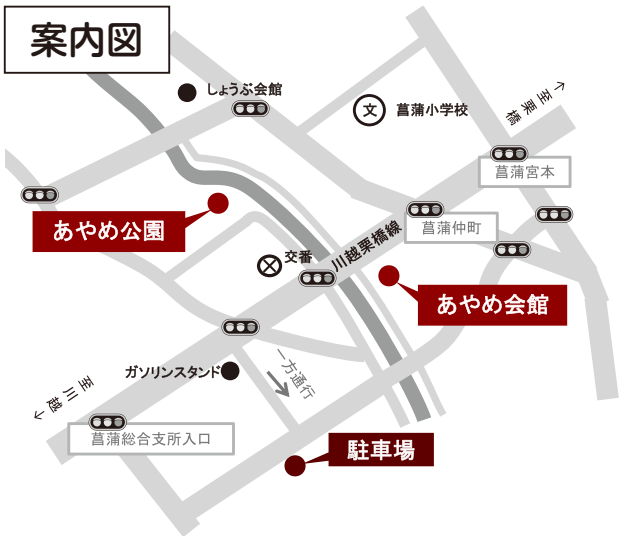 案内図
しょうぶ会館
文
菖蒲小学校
至栗橋
菖蒲宮本
あやめ公園
菖蒲仲町
川越栗橋線
交番
あやめ会館
ガソリンスタンド
一方通行
至川越
菖蒲総合支所入口
駐車場